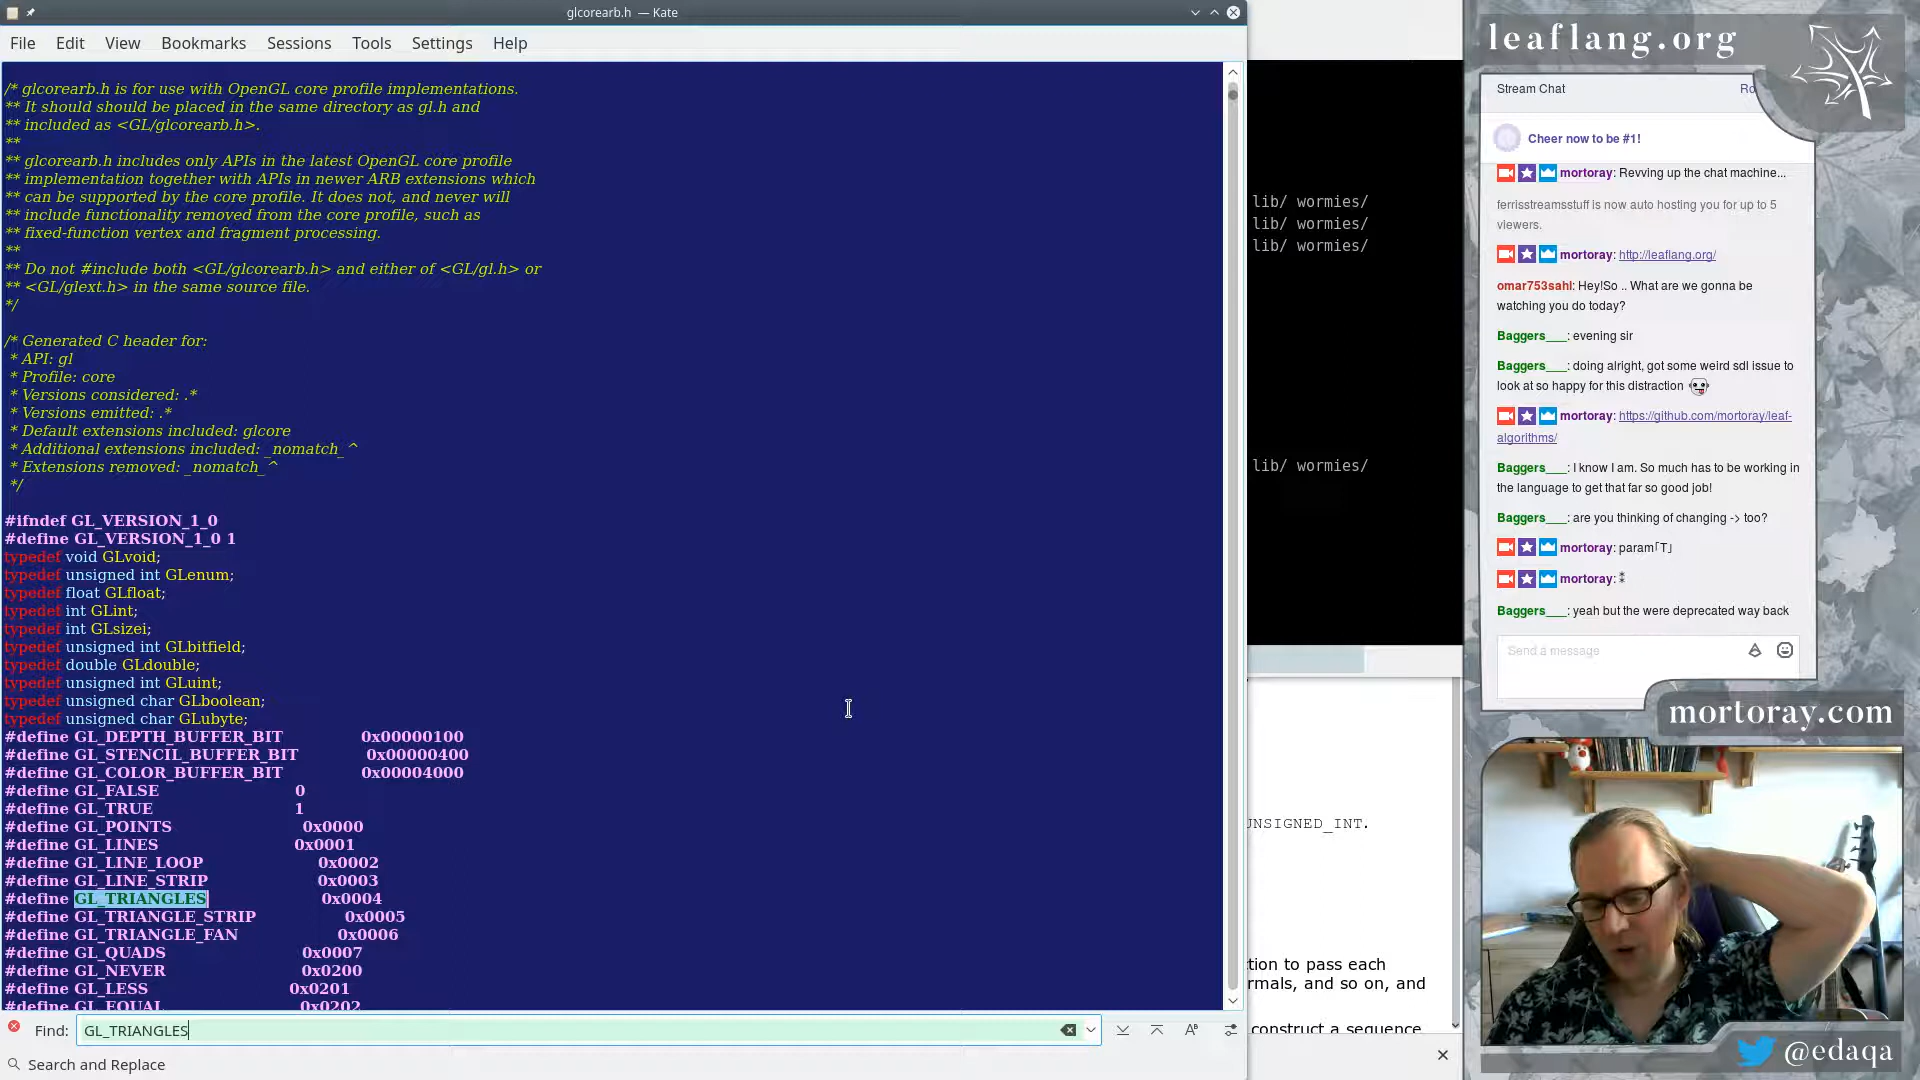 glcorearb.h — Kate
File Edit View Bookmarks Sessions Tools Settings Help
/* glcorearb.h is for use with OpenGL core profile implementations.
** It should should be placed in the same directory as gl.h and
** included as <GL/glcorearb.h>.
**
** glcorearb.h includes only APIs in the latest OpenGL core profile
** implementation together with APIs in newer ARB extensions which
** can be supported by the core profile. It does not, and never will
** include functionality removed from the core profile, such as
** fixed-function vertex and fragment processing.
**
** Do not #include both <GL/glcorearb.h> and either of <GL/gl.h> or
** <GL/glext.h> in the same source file.
*/
/* Generated C header for:
* API: gl
* Profile: core
* Versions considered: .*
* Versions emitted: .*
* Default extensions included: glcore
* Additional extensions included: _nomatch_^
* Extensions removed: _nomatch_^
*/
#ifndef GL_VERSION_1_0
#define GL_VERSION_1_0 1
typedef void GLvoid;
typedef unsigned int GLenum;
typedef float GLfloat;
typedef int GLint;
typedef int GLsizei;
typedef unsigned int GLbitfield;
typedef double GLdouble;
typedef unsigned int GLuint;
typedef unsigned char GLboolean;
typedef unsigned char GLubyte;
#define GL_DEPTH_BUFFER_BIT 0x00000100
#define GL_STENCIL_BUFFER_BIT 0x00000400
#define GL_COLOR_BUFFER_BIT 0x00004000
#define GL_FALSE 0
#define GL_TRUE 1
#define GL_POINTS 0x0000
#define GL_LINES 0x0001
#define GL_LINE_LOOP 0x0002
#define GL_LINE_STRIP 0x0003
#define GL_TRIANGLES 0x0004
#define GL_TRIANGLE_STRIP 0x0005
#define GL_TRIANGLE_FAN 0x0006
#define GL_QUADS 0x0007
#define GL_NEVER 0x0200
#define GL_LESS 0x0201
#define GL_EQUAL 0x0202
Find: GL_TRIANGLES
Search and Replace
lib/ wormies/
lib/ wormies/
lib/ wormies/
lib/ wormies/
UNSIGNED_INT.
ction to pass each
rmals, and so on, and
construct a sequence
leaflang.org
Stream Chat Ro
Cheer now to be #1!
mortoray: Revving up the chat machine...
ferrisstreamsstuff is now auto hosting you for up to 5
viewers.
mortoray: http://leaflang.org/
omar753sahl: Hey!So .. What are we gonna be
watching you do today?
Baggers___: evening sir
Baggers___: doing alright, got some weird sdl issue to
look at so happy for this distraction
mortoray: https://github.com/mortoray/leaf-
algorithms/
Baggers___: I know I am. So much has to be working in
the language to get that far so good job!
Baggers___: are you thinking of changing -> too?
mortoray: param｢T｣
mortoray: ⁑
Baggers___: yeah but the were deprecated way back
Send a message
mortoray.com
@edaqa